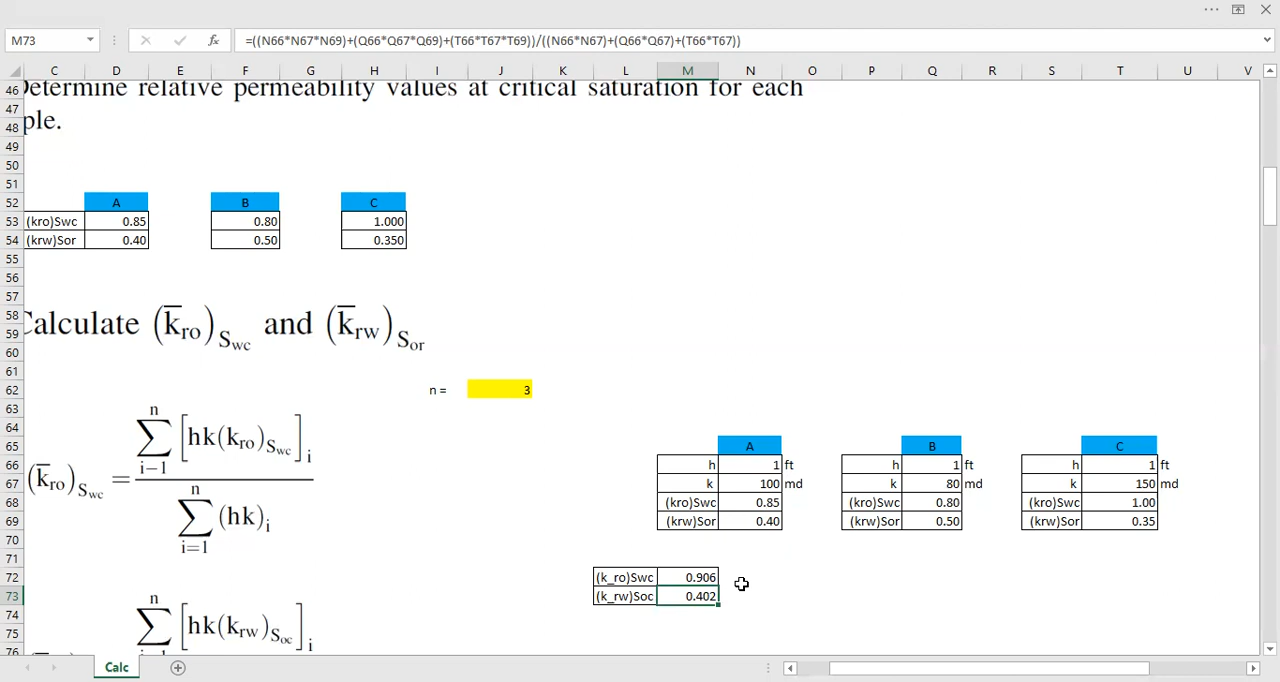 M73
fx
=((N66*N67*N69)+(Q66*Q67*Q69)+(T66*T67*T69))/((N66*N67)+(Q66*Q67)+(T66*T67))
C D E F G H I J K L M N O P Q R S T U V
46
47
48
49
50
51
52
53
54
55
56
57
58
59
60
61
62
63
64
65
66
67
68
69
70
71
72
73
74
75
76
Determine relative permeability values at critical saturation for each
ple.
A B C
(kro)Swc 0.85 0.80 1.000
(krw)Sor 0.40 0.50 0.350
Calculate (k̅ro)Swc and (k̅rw)Sor
n = 3
(k̅ro)Swc = n ∑ i−1 [hk(kro)Swc]i / n ∑ i=1 (hk)i
A B C
h 1 ft h 1 ft h 1 ft
k 100 md k 80 md k 150 md
(kro)Swc 0.85 (kro)Swc 0.80 (kro)Swc 1.00
(krw)Sor 0.40 (krw)Sor 0.50 (krw)Sor 0.35
(k_ro)Swc 0.906
(k_rw)Soc 0.402
n ∑ [hk(krw)Soc]i
Calc